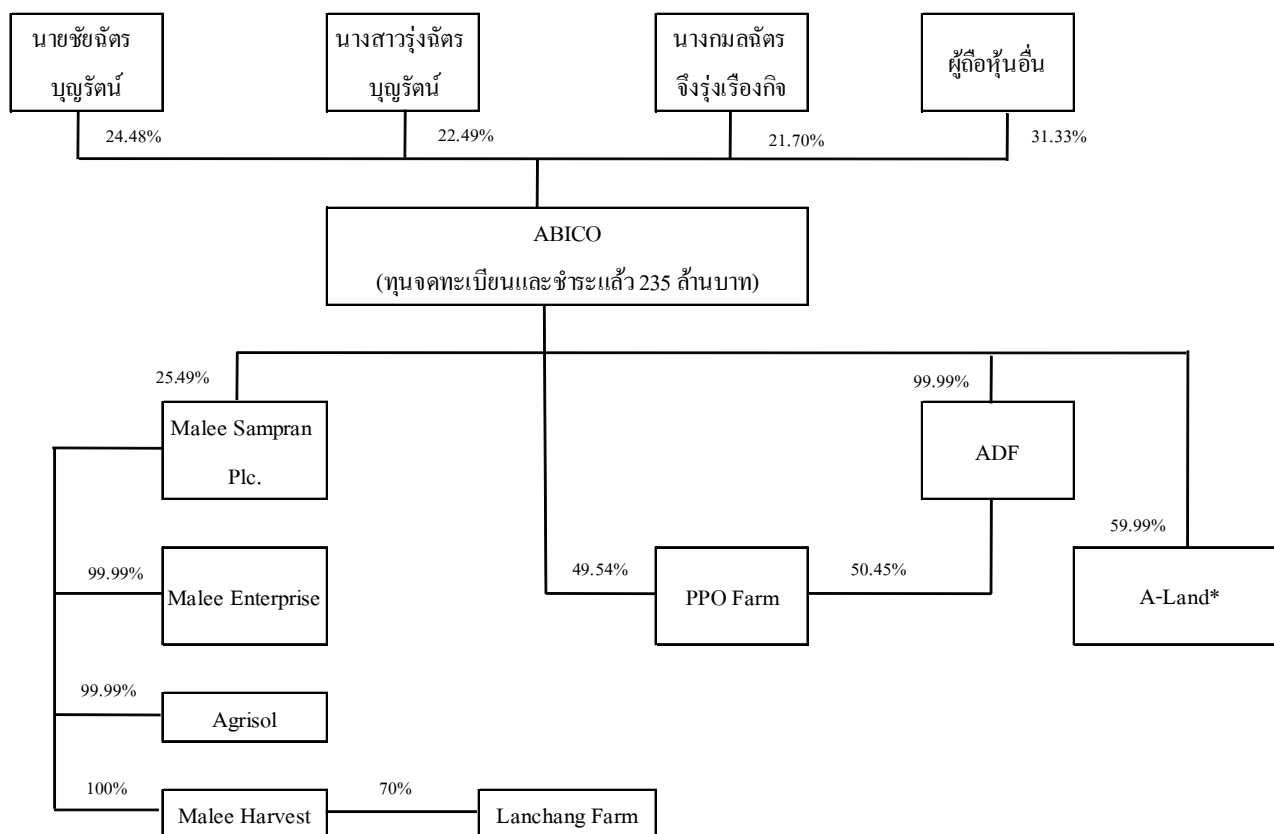 นายชัยฉัตร
บุญรัตน์
นางสาวรุ่งฉัตร
บุญรัตน์
นางกมลฉัตร
จึงรุ่งเรืองกิจ
ผู้ถือหุ้นอื่น
24.48%
22.49%
21.70%
31.33%
ABICO
(ทุนจดทะเบียนและชำระแล้ว 235 ล้านบาท)
25.49%
99.99%
Malee Sampran
Plc.
ADF
59.99%
99.99%
49.54%
50.45%
Malee Enterprise
PPO Farm
A-Land*
99.99%
Agrisol
100%
70%
Malee Harvest
Lanchang Farm